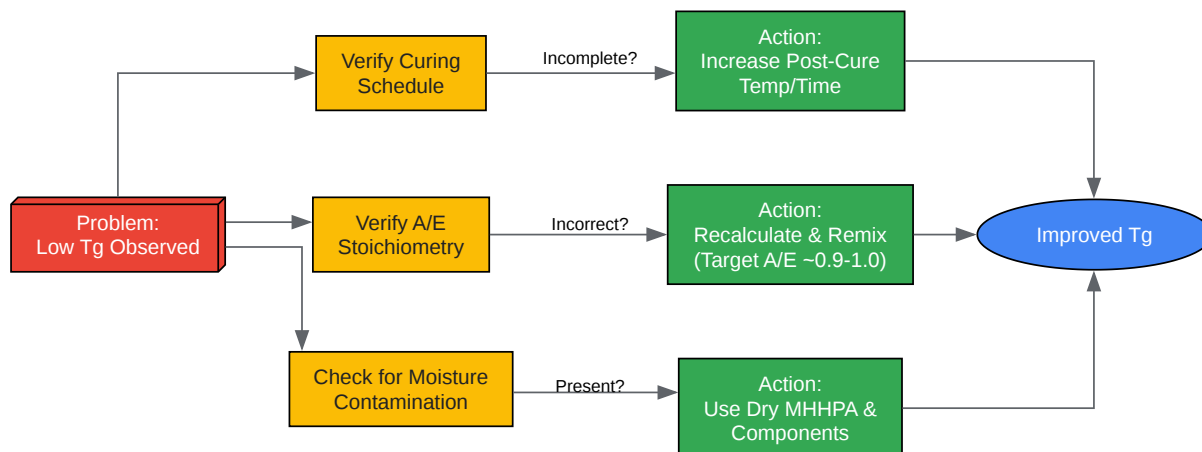 Verify Curing
Schedule
Incomplete?
Action:
Increase Post-Cure
Temp/Time
Problem:
Low Tg Observed
Verify A/E
Stoichiometry
Incorrect?
Action:
Recalculate & Remix
(Target A/E ~0.9-1.0)
Improved Tg
Check for Moisture
Contamination
Present?
Action:
Use Dry MHHPA &
Components